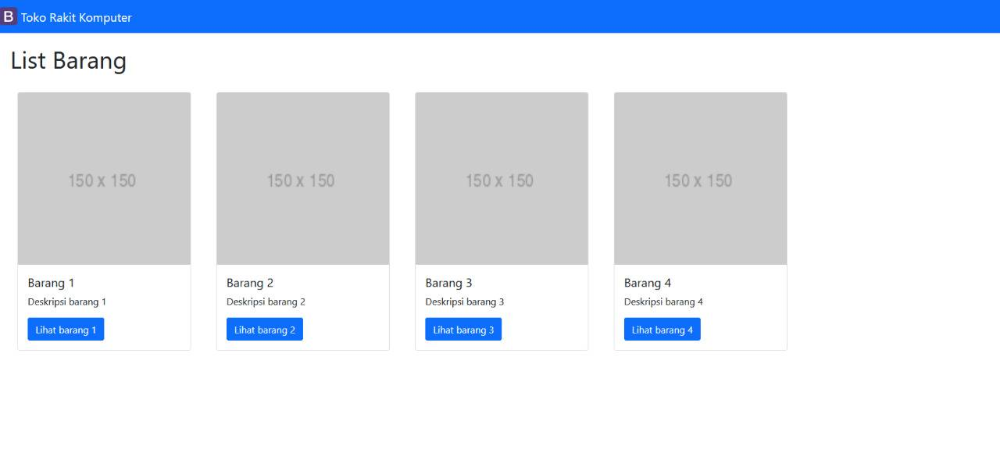 B Toko Rakit Komputer
List Barang
150 x 150
150 x 150
150 x 150
150 x 150
Barang 1
Deskripsi barang 1
Lihat barang 1
Barang 2
Deskripsi barang 2
Lihat barang 2
Barang 3
Deskripsi barang 3
Lihat barang 3
Barang 4
Deskripsi barang 4
Lihat barang 4